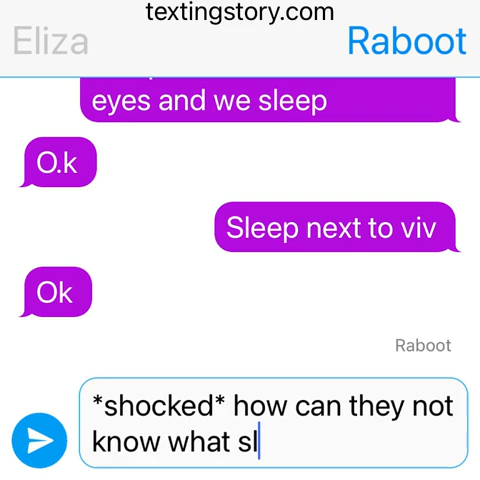 textingstory.com
Eliza Raboot
eyes and we sleep
O.k
Sleep next to viv
Ok
Raboot
*shocked* how can they not
know what sl